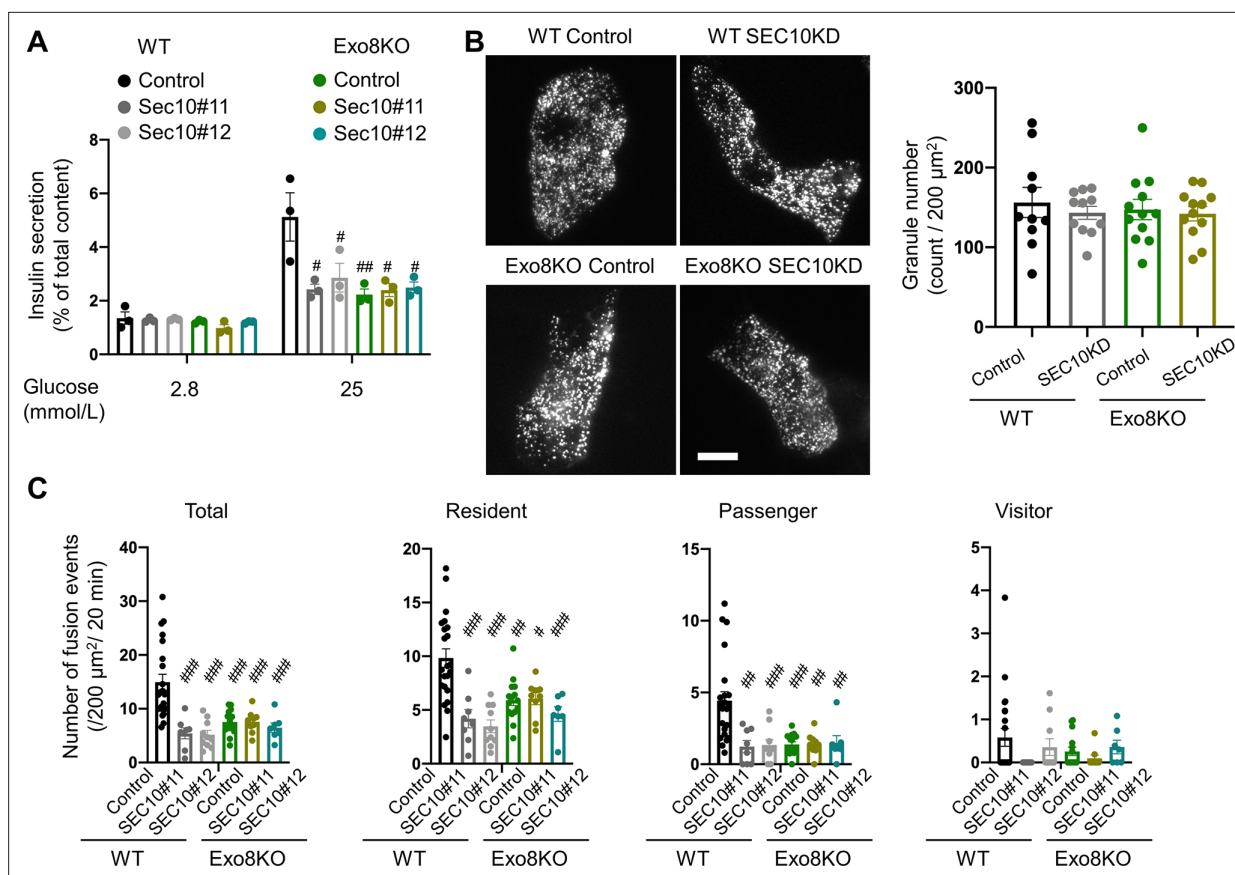 A
WT
Exo8KO
Control
Sec10#11
Sec10#12
Control
Sec10#11
Sec10#12
Insulin secretion
(% of total content)
8
6
4
2
0
#
#
##
#
#
Glucose
(mmol/L)
2.8
25
B
WT Control
WT SEC10KD
Exo8KO Control
Exo8KO SEC10KD
Granule number
(count / 200 µm²)
300
200
100
0
Control
SEC10KD
Control
SEC10KD
WT
Exo8KO
C
Total
Number of fusion events
(/200 µm²/ 20 min)
40
30
20
10
0
###
###
###
###
###
Control
SEC10#11
SEC10#12
Control
SEC10#11
SEC10#12
WT
Exo8KO
Resident
20
15
10
5
0
###
###
##
#
###
Control
SEC10#11
SEC10#12
Control
SEC10#11
SEC10#12
WT
Exo8KO
Passenger
15
10
5
0
##
###
###
##
##
Control
SEC10#11
SEC10#12
Control
SEC10#11
SEC10#12
WT
Exo8KO
Visitor
5
4
3
2
1
0
Control
SEC10#11
SEC10#12
Control
SEC10#11
SEC10#12
WT
Exo8KO